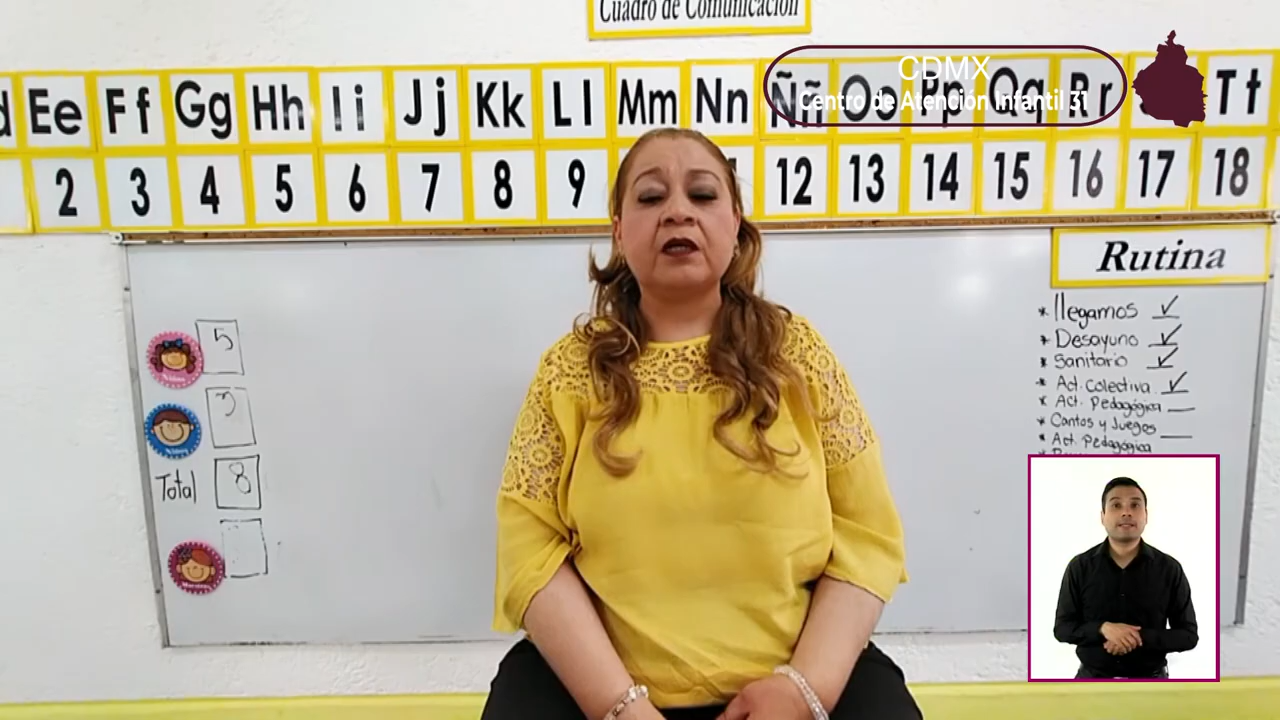 Cuadro de Comunicación
CDMX
Centro de Atención Infantil 31
Ee Ff Gg Hh Ii Jj Kk Ll Mm Nn Ññ Oo Pp Qq Rr Tt
2 3 4 5 6 7 8 9 12 13 14 15 16 17 18
Rutina
* llegamos ✓
* Desayuno ✓
* Sanitario ✓
* Act. Colectiva ✓
* Act. Pedagógica
* Cantos y Juegos
* Act. Pedagógica
5
3
Total 8